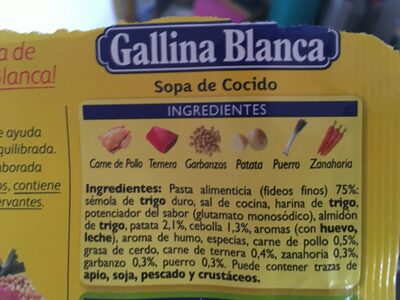 Gallina Blanca
a de
Blanca!
Sopa de Cocido
INGREDIENTES
Carne de Pollo Ternera Garbanzos Patata Puerro Zanahoria
e ayuda
quilibrada.
aborada
os, contiene
rvantes.
Ingredientes: Pasta alimenticia (fideos finos) 75%:
sémola de trigo duro, sal de cocina, harina de trigo,
potenciador del sabor (glutamato monosódico), almidón
de trigo, patata 2,1%, cebolla 1,3%, aromas (con huevo,
leche), aroma de humo, especias, carne de pollo 0,5%,
grasa de cerdo, carne de ternera 0,4%, zanahoria 0,3%,
garbanzo 0,3%, puerro 0,3%. Puede contener trazas de
apio, soja, pescado y crustáceos.